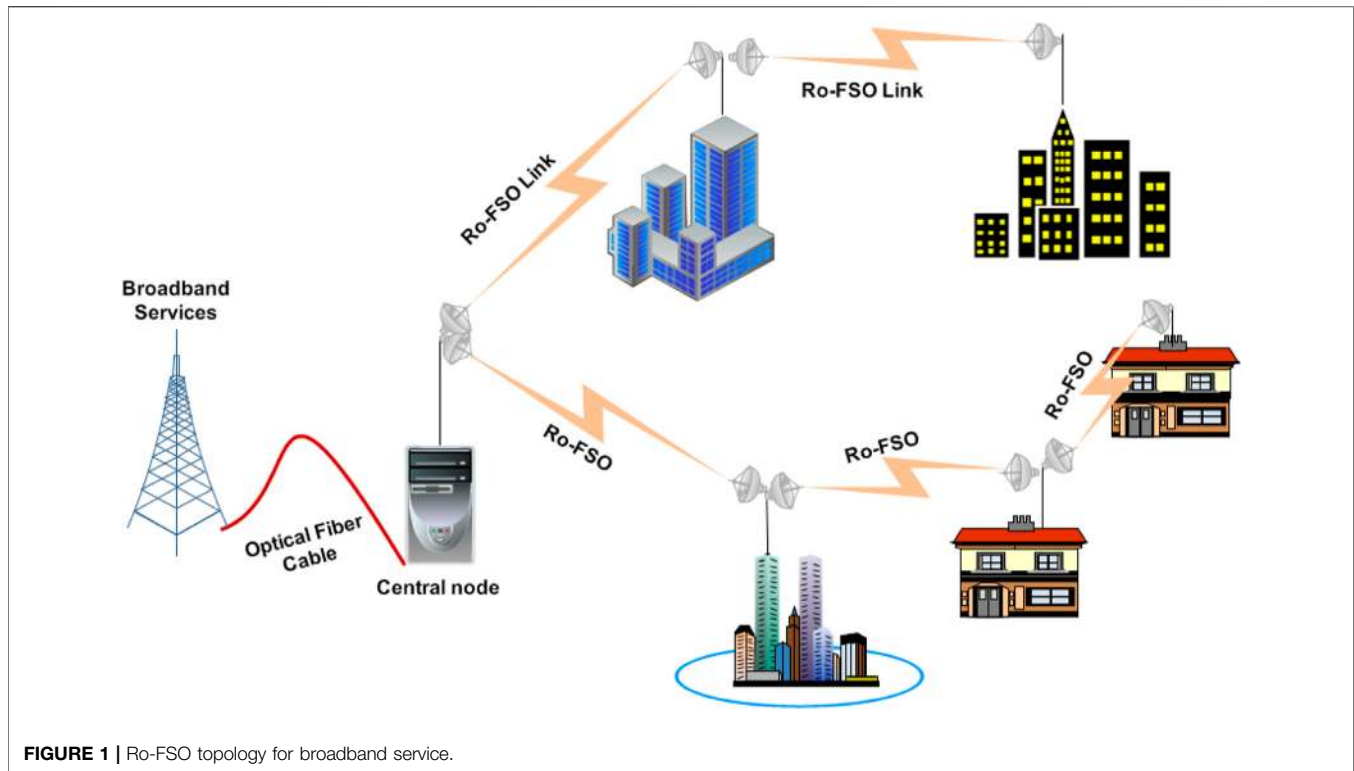 Ro-FSO Link
Ro-FSO Link
Broadband
Services
Ro-FSO
Ro-FSO
Ro-FSO
Optical Fiber
Cable
Central node
FIGURE 1 | Ro-FSO topology for broadband service.